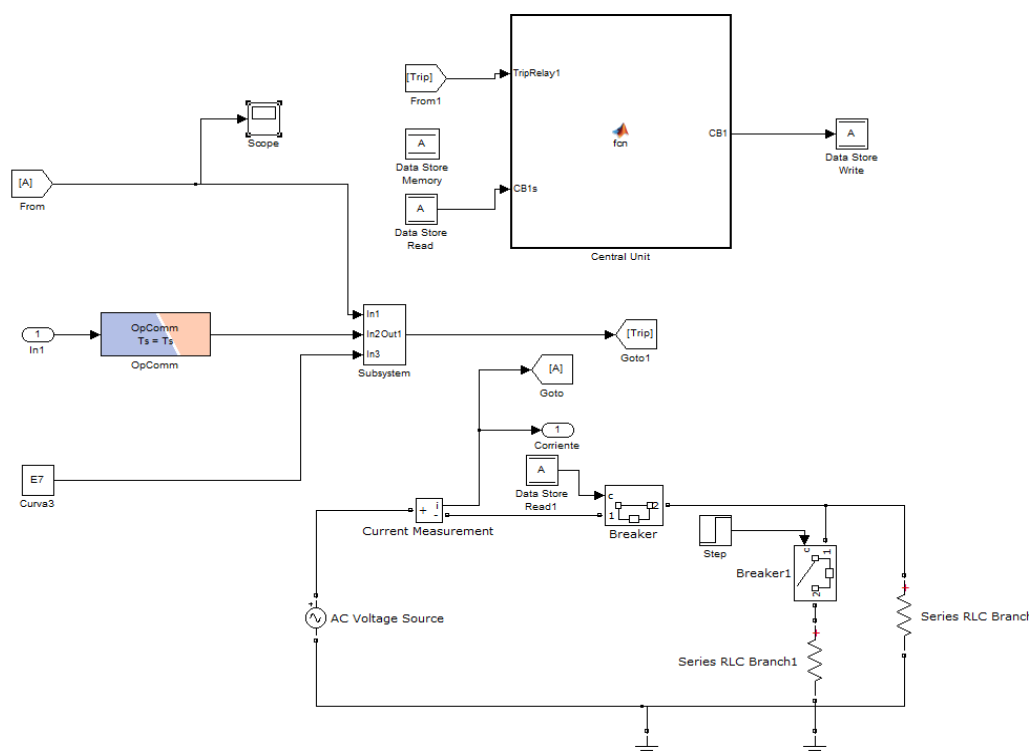 [Trip]
TripRelay1
From1
Scope
A
Data Store
Memory
fcn
CB1
A
Data Store
Write
[A]
From
CB1s
A
Data Store
Read
Central Unit
1
In1
OpComm
Ts = Ts
OpComm
In1
In2
Out1
In3
Subsystem
[Trip]
Goto1
[A]
Goto
1
Corriente
E7
Curva3
A
Data Store
Read1
+
i
-
Current Measurement
c
1
2
Breaker
Step
c
1
2
Breaker1
+
AC Voltage Source
+
Series RLC Branch
+
Series RLC Branch1